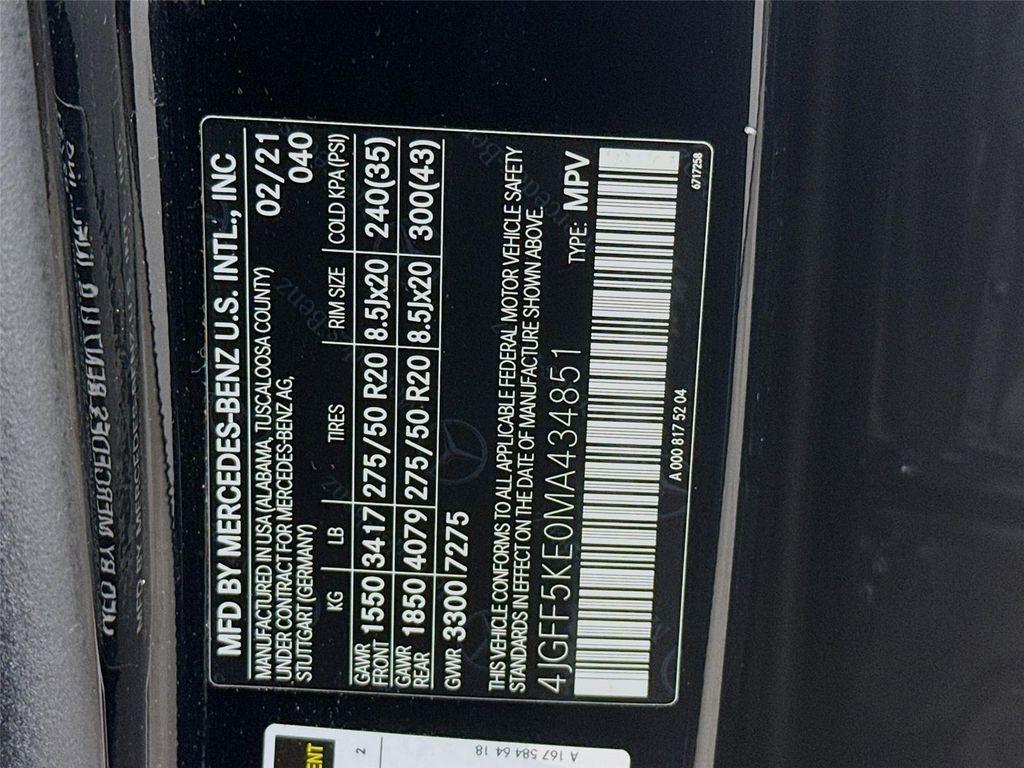 MFD BY MERCEDES-BENZ U.S. INTL., INC
MANUFACTURED IN USA (ALABAMA, TUSCALOOSA COUNTY) 02/21
UNDER CONTRACT FOR MERCEDES-BENZ AG, 040
STUTTGART (GERMANY)
KG LB TIRES RIM SIZE COLD KPA (PSI)
GAWR FRONT 1550 3417 275/50 R20 8.5Jx20 240(35)
GAWR REAR 1850 4079 275/50 R20 8.5Jx20 300(43)
GVWR 3300 7275
THIS VEHICLE CONFORMS TO ALL APPLICABLE FEDERAL MOTOR VEHICLE SAFETY
STANDARDS IN EFFECT ON THE DATE OF MANUFACTURE SHOWN ABOVE.
4JGFF5KE0MA434851 TYPE: MPV
A 000 817 52 04 6717258
2
A 167 584 64 18